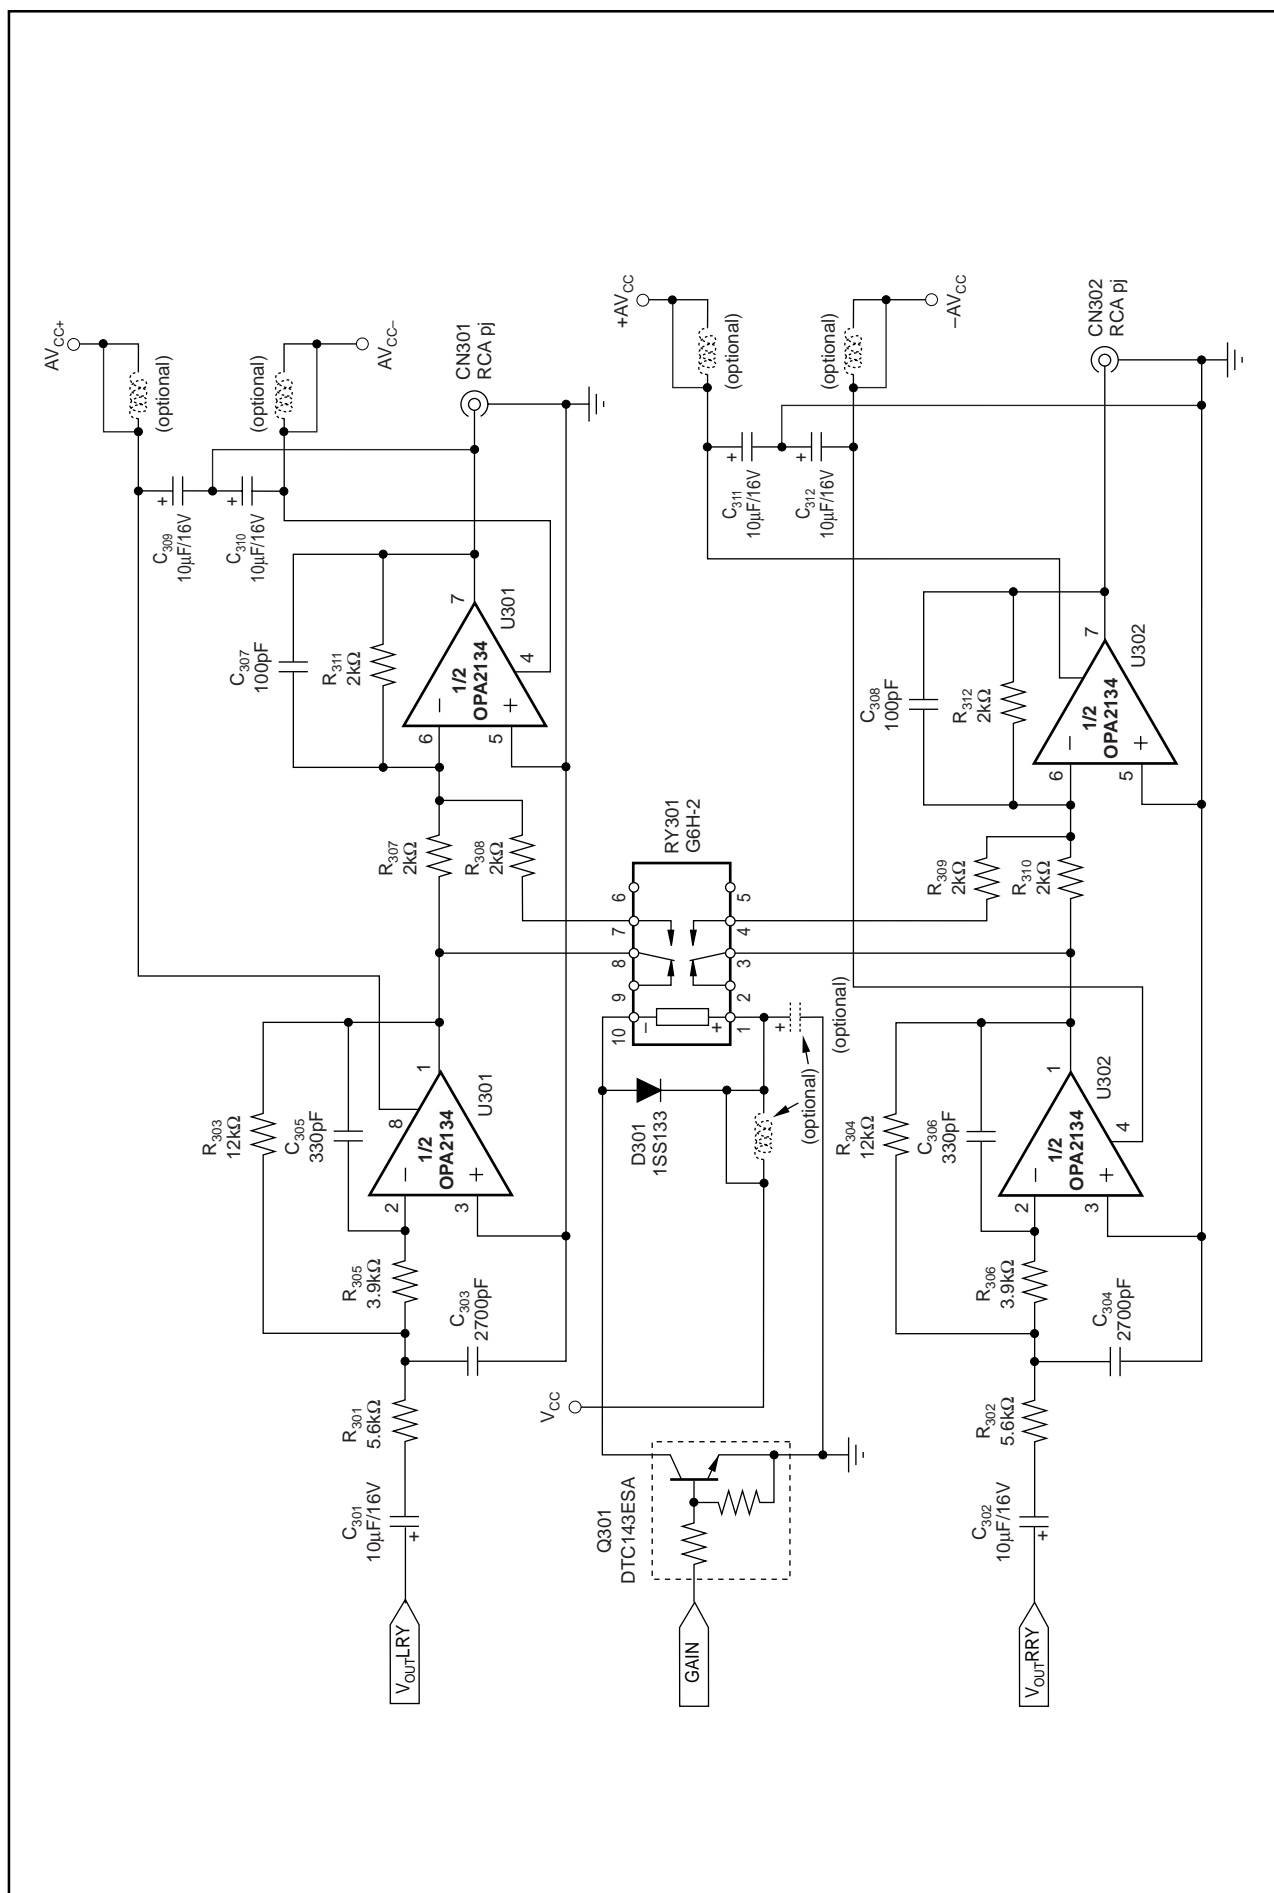 AVCC+
(optional)
(optional)
AVCC–
CN301
RCA pj
+
C309
10µF/16V
+
C310
10µF/16V
C307
100pF
R311
2kΩ
7
U301
1/2
OPA2134
4
–
+
6
5
R307
2kΩ
R308
2kΩ
8
U301
1/2
OPA2134
1
–
+
2
3
R303
12kΩ
C305
330pF
R305
3.9kΩ
C303
2700pF
R301
5.6kΩ
C301
10µF/16V
+
VOUTLRY
RY301
G6H-2
6
7
8
9
10
5
4
3
2
1
–
+
+
(optional)
(optional)
D301
1SS133
VCC
Q301
DTC143ESA
GAIN
+AVCC
(optional)
(optional)
–AVCC
CN302
RCA pj
+
C311
10µF/16V
+
C312
10µF/16V
C308
100pF
R312
2kΩ
7
U302
1/2
OPA2134
–
+
6
5
R309
2kΩ
R310
2kΩ
1
U302
1/2
OPA2134
4
–
+
2
3
R304
12kΩ
C306
330pF
R306
3.9kΩ
C304
2700pF
R302
5.6kΩ
C302
10µF/16V
+
VOUTRRY